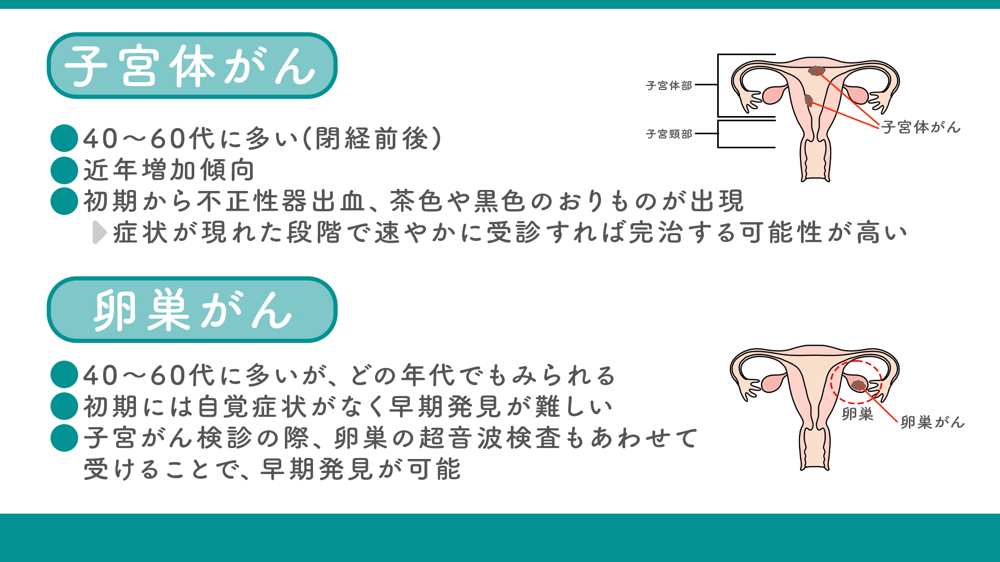 子宮体がん
40～60代に多い(閉経前後)
近年増加傾向
初期から不正性器出血、茶色や黒色のおりものが出現
症状が現れた段階で速やかに受診すれば完治する可能性が高い
子宮体部
子宮頸部
子宮体がん
卵巣がん
40～60代に多いが、どの年代でもみられる
初期には自覚症状がなく早期発見が難しい
子宮がん検診の際、卵巣の超音波検査もあわせて
受けることで、早期発見が可能
卵巣
卵巣がん